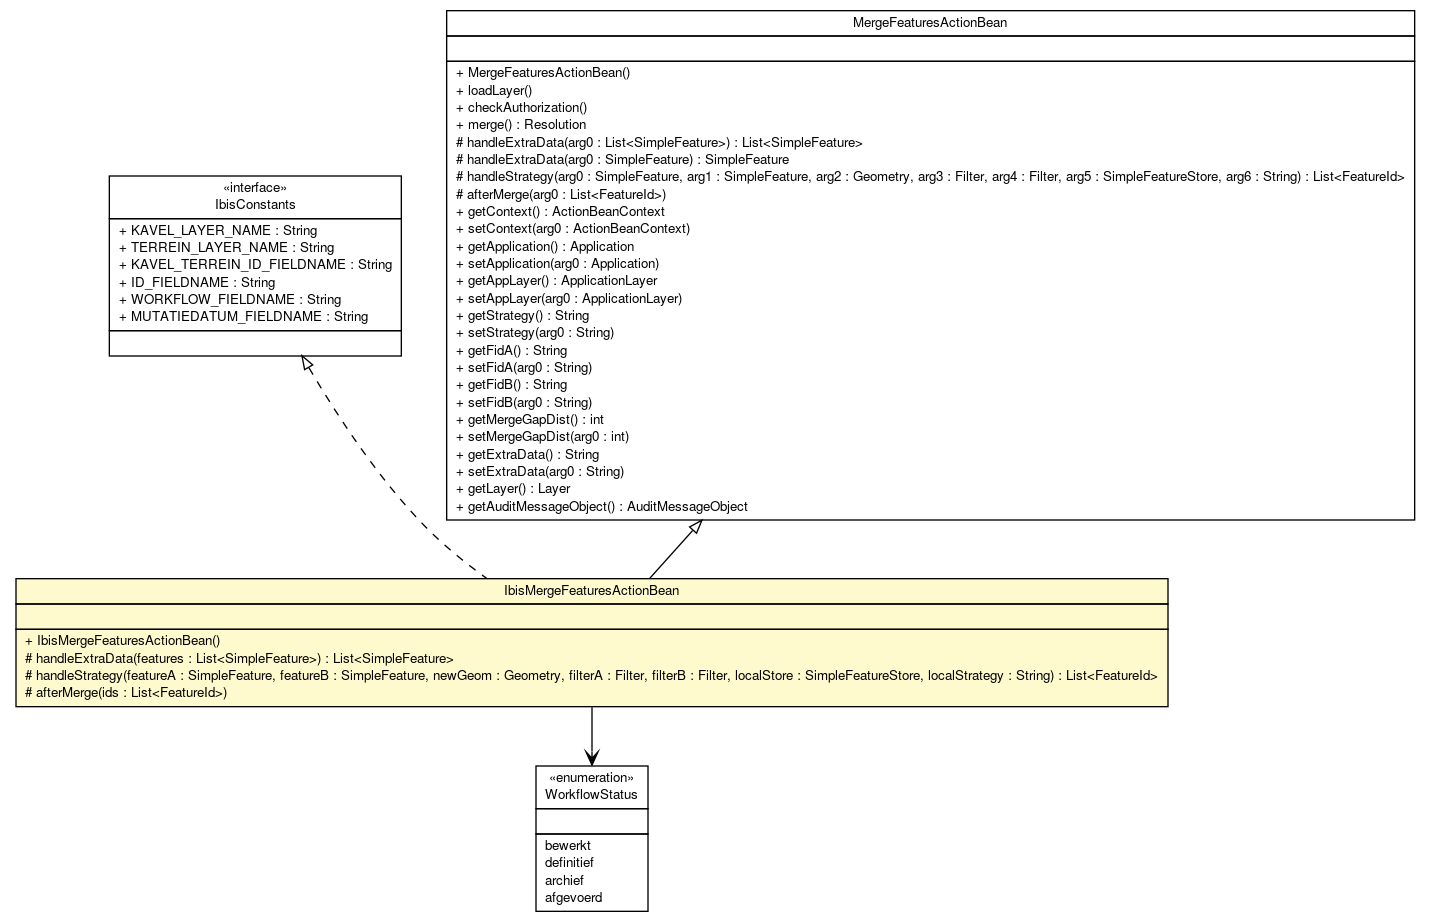 MergeFeaturesActionBean
+ MergeFeaturesActionBean()
+ loadLayer()
+ checkAuthorization()
+ merge() : Resolution
# handleExtraData(arg0 : List<SimpleFeature>) : List<SimpleFeature>
# handleExtraData(arg0 : SimpleFeature) : SimpleFeature
# handleStrategy(arg0 : SimpleFeature, arg1 : SimpleFeature, arg2 : Geometry, arg3 : Filter, arg4 : Filter, arg5 : SimpleFeatureStore, arg6 : String) : List<FeatureId>
# afterMerge(arg0 : List<FeatureId>)
+ getContext() : ActionBeanContext
+ setContext(arg0 : ActionBeanContext)
+ getApplication() : Application
+ setApplication(arg0 : Application)
+ getAppLayer() : ApplicationLayer
+ setAppLayer(arg0 : ApplicationLayer)
+ getStrategy() : String
+ setStrategy(arg0 : String)
+ getFidA() : String
+ setFidA(arg0 : String)
+ getFidB() : String
+ setFidB(arg0 : String)
+ getMergeGapDist() : int
+ setMergeGapDist(arg0 : int)
+ getExtraData() : String
+ setExtraData(arg0 : String)
+ getLayer() : Layer
+ getAuditMessageObject() : AuditMessageObject
«interface»
IbisConstants
+ KAVEL_LAYER_NAME : String
+ TERREIN_LAYER_NAME : String
+ KAVEL_TERREIN_ID_FIELDNAME : String
+ ID_FIELDNAME : String
+ WORKFLOW_FIELDNAME : String
+ MUTATIEDATUM_FIELDNAME : String
IbisMergeFeaturesActionBean
+ IbisMergeFeaturesActionBean()
# handleExtraData(features : List<SimpleFeature>) : List<SimpleFeature>
# handleStrategy(featureA : SimpleFeature, featureB : SimpleFeature, newGeom : Geometry, filterA : Filter, filterB : Filter, localStore : SimpleFeatureStore, localStrategy : String) : List<FeatureId>
# afterMerge(ids : List<FeatureId>)
«enumeration»
WorkflowStatus
bewerkt
definitief
archief
afgevoerd